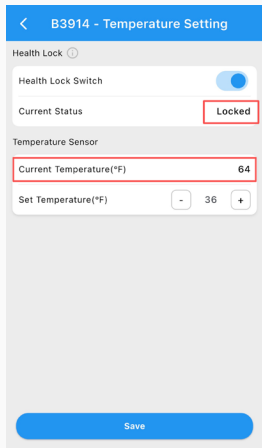 B3914 - Temperature Setting
Health Lock
Health Lock Switch
Current Status Locked
Temperature Sensor
Current Temperature(°F) 64
Set Temperature(°F) - 36 +
Save